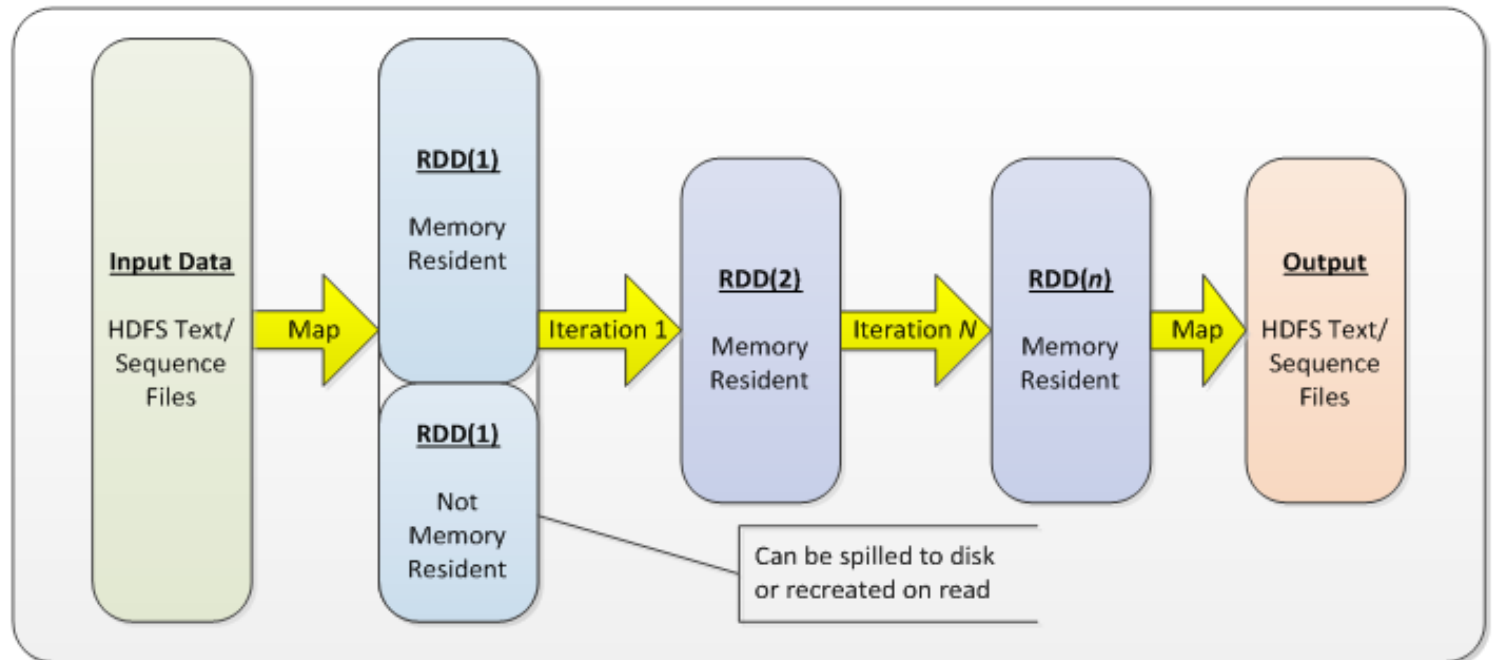 Input Data
HDFS Text/
Sequence
Files
Map
RDD(1)
Memory
Resident
RDD(1)
Not
Memory
Resident
Iteration 1
RDD(2)
Memory
Resident
Iteration N
RDD(n)
Memory
Resident
Map
Output
HDFS Text/
Sequence
Files
Can be spilled to disk
or recreated on read